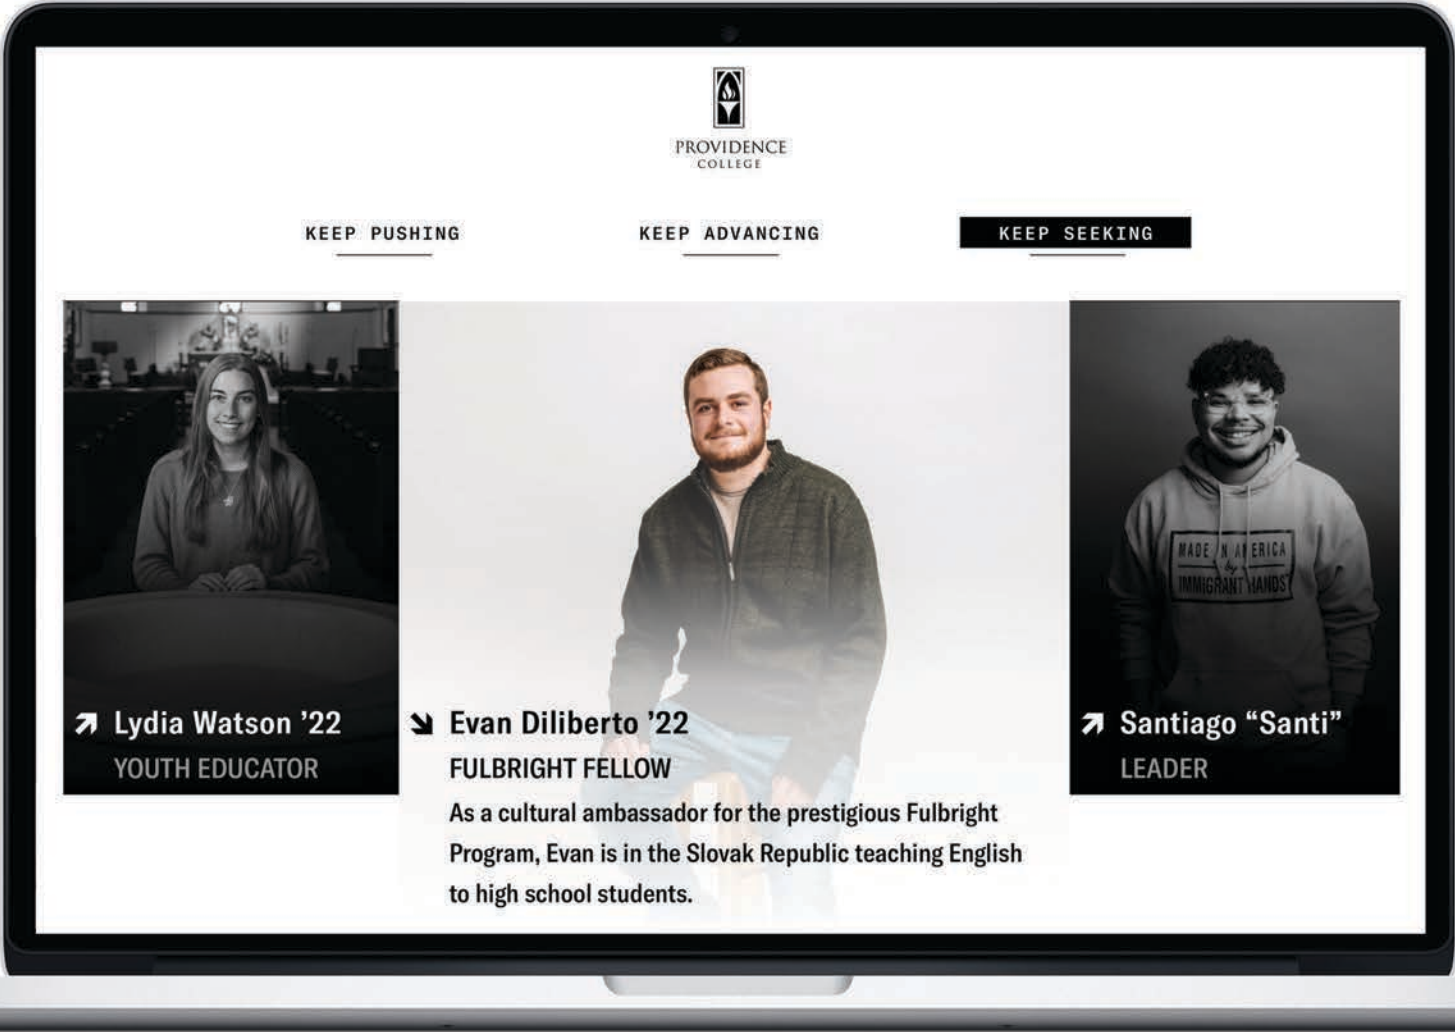 PROVIDENCE
COLLEGE
KEEP PUSHING
KEEP ADVANCING
KEEP SEEKING
MADE IN AMERICA
by
IMMIGRANT HANDS
Lydia Watson ’22
YOUTH EDUCATOR
Evan Diliberto ’22
FULBRIGHT FELLOW
As a cultural ambassador for the prestigious Fulbright
Program, Evan is in the Slovak Republic teaching English
to high school students.
Santiago “Santi”
LEADER